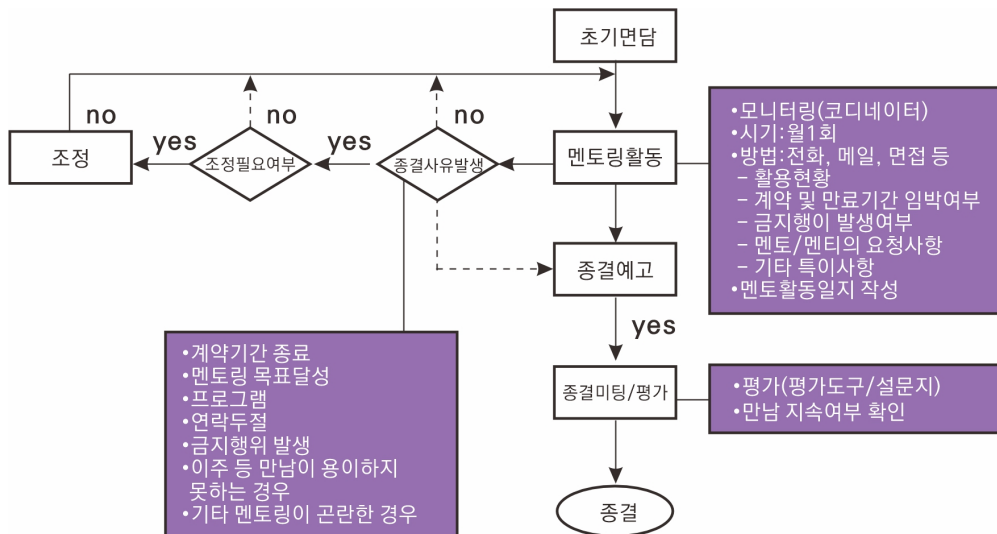 초기면담
no
no
no
yes
yes
조정
조정필요여부
종결사유발생
멘토링활동
•모니터링(코디네이터)
•시기:월1회
•방법:전화, 메일, 면접 등
– 활용현황
– 계약 및 만료기간 임박여부
– 금지행이 발생여부
– 멘토/멘티의 요청사항
– 기타 특이사항
•멘토활동일지 작성
종결예고
yes
•계약기간 종료
•멘토링 목표달성
•프로그램
•연락두절
•금지행위 발생
•이주 등 만남이 용이하지
못하는 경우
•기타 멘토링이 곤란한 경우
종결미팅/평가
•평가(평가도구/설문지)
•만남 지속여부 확인
종결